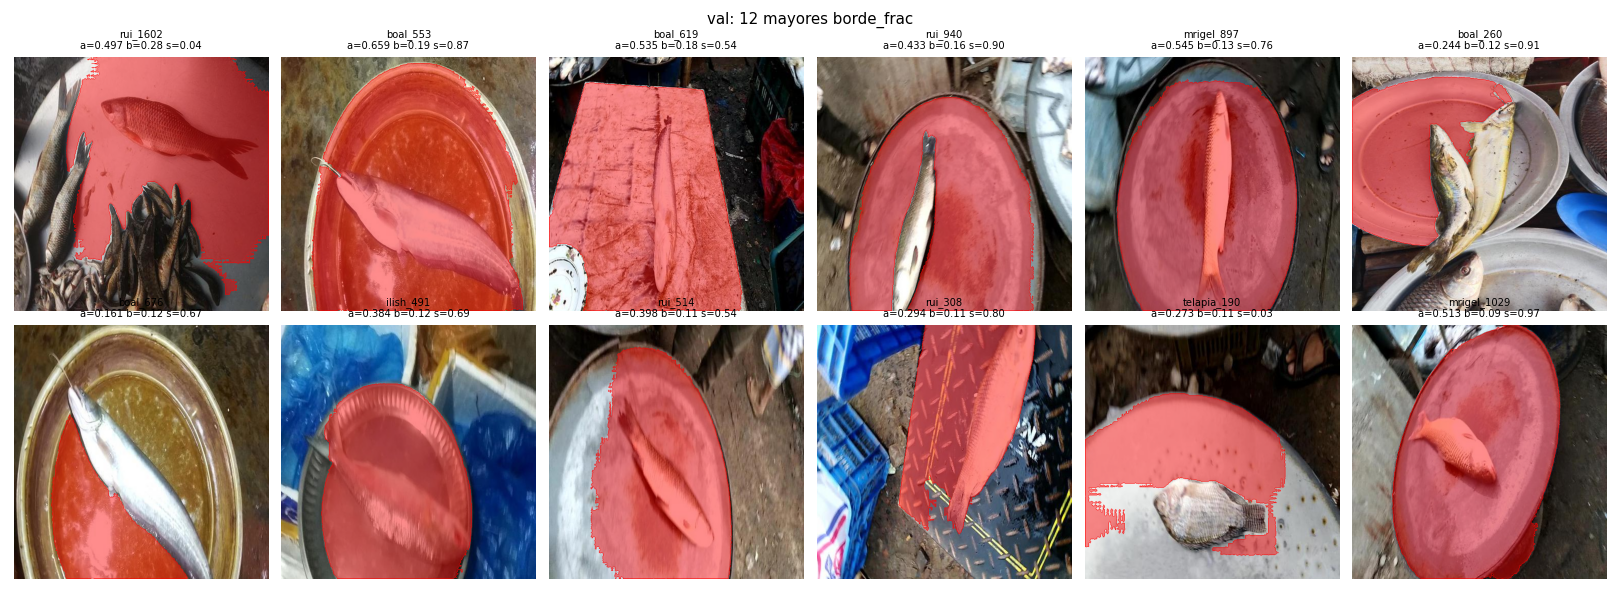 val: 12 mayores borde_frac
rui_1602
a=0.497 b=0.28 s=0.04
boal_553
a=0.659 b=0.19 s=0.87
boal_619
a=0.535 b=0.18 s=0.54
rui_940
a=0.433 b=0.16 s=0.90
mrigel_897
a=0.545 b=0.13 s=0.76
boal_260
a=0.244 b=0.12 s=0.91
boal_576
a=0.161 b=0.12 s=0.67
ilish_491
a=0.384 b=0.12 s=0.69
rui_514
a=0.398 b=0.11 s=0.54
rui_308
a=0.294 b=0.11 s=0.80
telapia_190
a=0.273 b=0.11 s=0.03
mrigel_1029
a=0.513 b=0.09 s=0.97